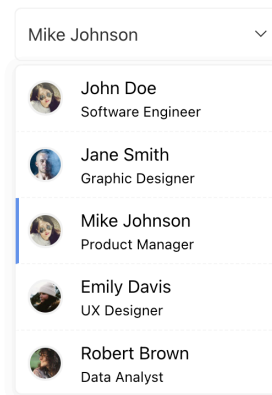 Mike Johnson
John Doe
Software Engineer
Jane Smith
Graphic Designer
Mike Johnson
Product Manager
Emily Davis
UX Designer
Robert Brown
Data Analyst